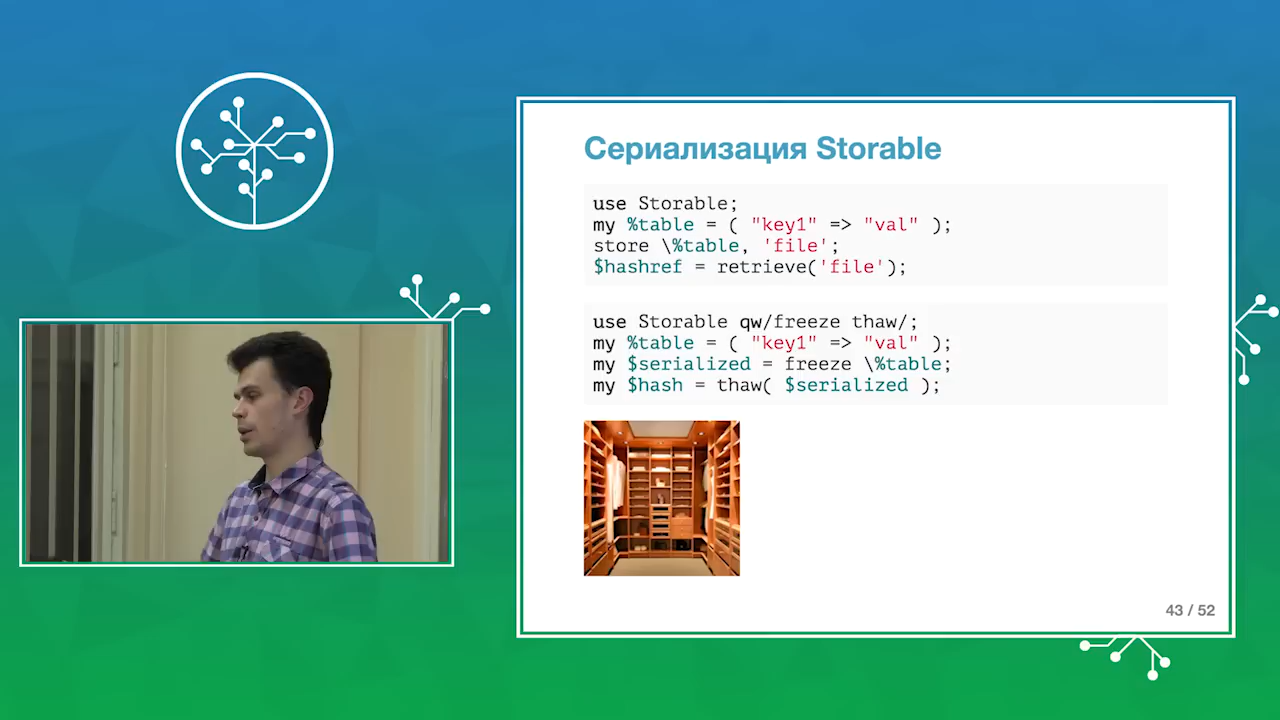 Сериализация Storable
use Storable;
my %table = ( "key1" => "val" );
store \%table, 'file';
$hashref = retrieve('file');
use Storable qw/freeze thaw/;
my %table = ( "key1" => "val" );
my $serialized = freeze \%table;
my $hash = thaw( $serialized );
43 / 52